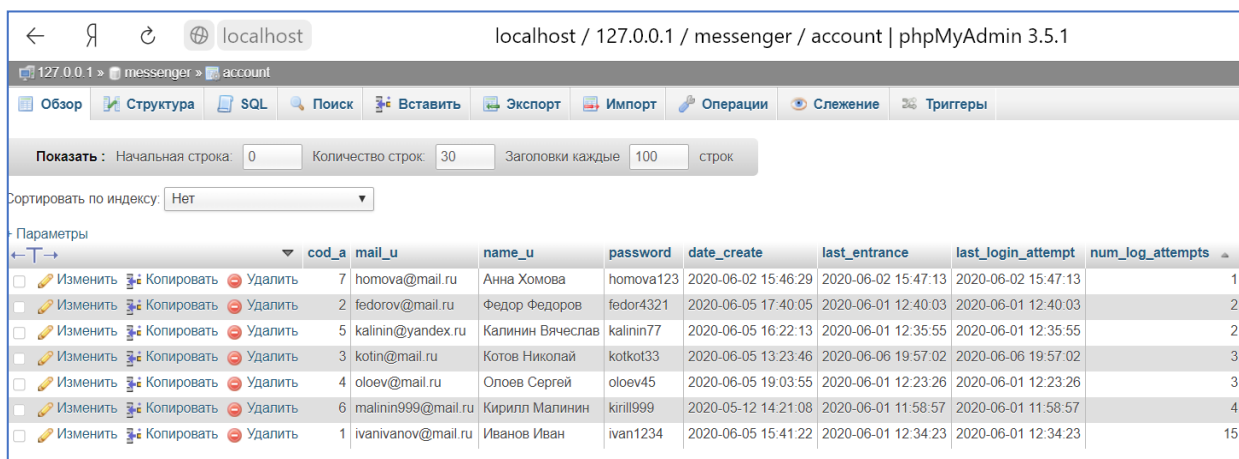 Я localhost localhost / 127.0.0.1 / messenger / account | phpMyAdmin 3.5.1
127.0.0.1 » messenger » account
Обзор Структура SQL Поиск Вставить Экспорт Импорт Операции Слежение Триггеры
Показать : Начальная строка: 0 Количество строк: 30 Заголовки каждые 100 строк
Сортировать по индексу: Нет
+ Параметры
←T→ cod_a mail_u name_u password date_create last_entrance last_login_attempt num_log_attempts
Изменить Копировать Удалить 7 homova@mail.ru Анна Хомова homova123 2020-06-02 15:46:29 2020-06-02 15:47:13 2020-06-02 15:47:13 1
Изменить Копировать Удалить 2 fedorov@mail.ru Федор Федоров fedor4321 2020-06-05 17:40:05 2020-06-01 12:40:03 2020-06-01 12:40:03 2
Изменить Копировать Удалить 5 kalinin@yandex.ru Калинин Вячеслав kalinin77 2020-06-05 16:22:13 2020-06-01 12:35:55 2020-06-01 12:35:55 2
Изменить Копировать Удалить 3 kotin@mail.ru Котов Николай kotkot33 2020-06-05 13:23:46 2020-06-06 19:57:02 2020-06-06 19:57:02 3
Изменить Копировать Удалить 4 oloev@mail.ru Олоев Сергей oloev45 2020-06-05 19:03:55 2020-06-01 12:23:26 2020-06-01 12:23:26 3
Изменить Копировать Удалить 6 malinin999@mail.ru Кирилл Малинин kirill999 2020-05-12 14:21:08 2020-06-01 11:58:57 2020-06-01 11:58:57 4
Изменить Копировать Удалить 1 ivanivanov@mail.ru Иванов Иван ivan1234 2020-06-05 15:41:22 2020-06-01 12:34:23 2020-06-01 12:34:23 15